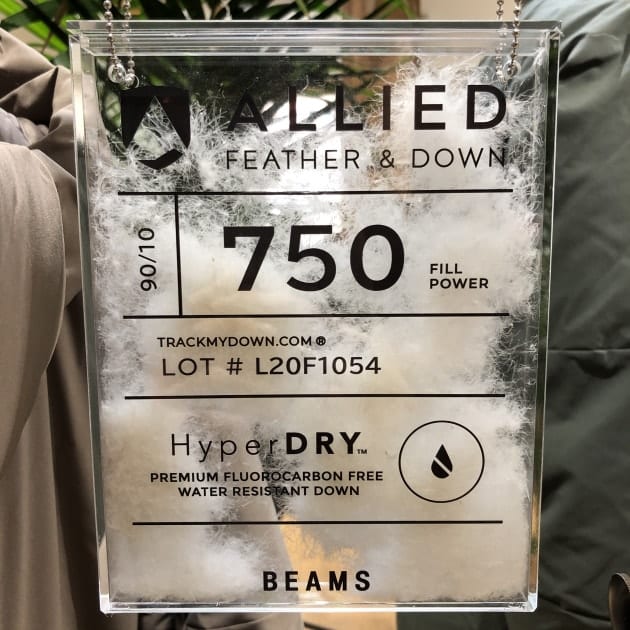 ALLIED
FEATHER & DOWN
90/10
750
FILL
POWER
TRACKMYDOWN.COM®
LOT # L20F1054
HyperDRY™
PREMIUM FLUOROCARBON FREE
WATER RESISTANT DOWN
BEAMS